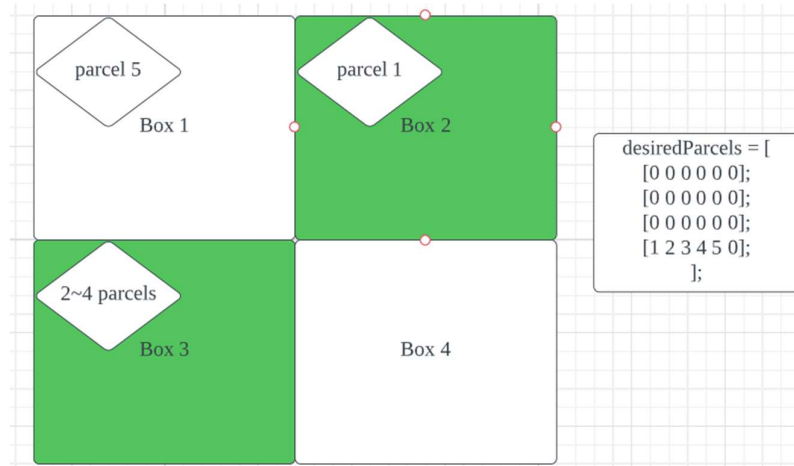 parcel 5
Box 1
parcel 1
Box 2
2~4 parcels
Box 3
Box 4
desiredParcels = [
[0 0 0 0 0 0];
[0 0 0 0 0 0];
[0 0 0 0 0 0];
[1 2 3 4 5 0];
];